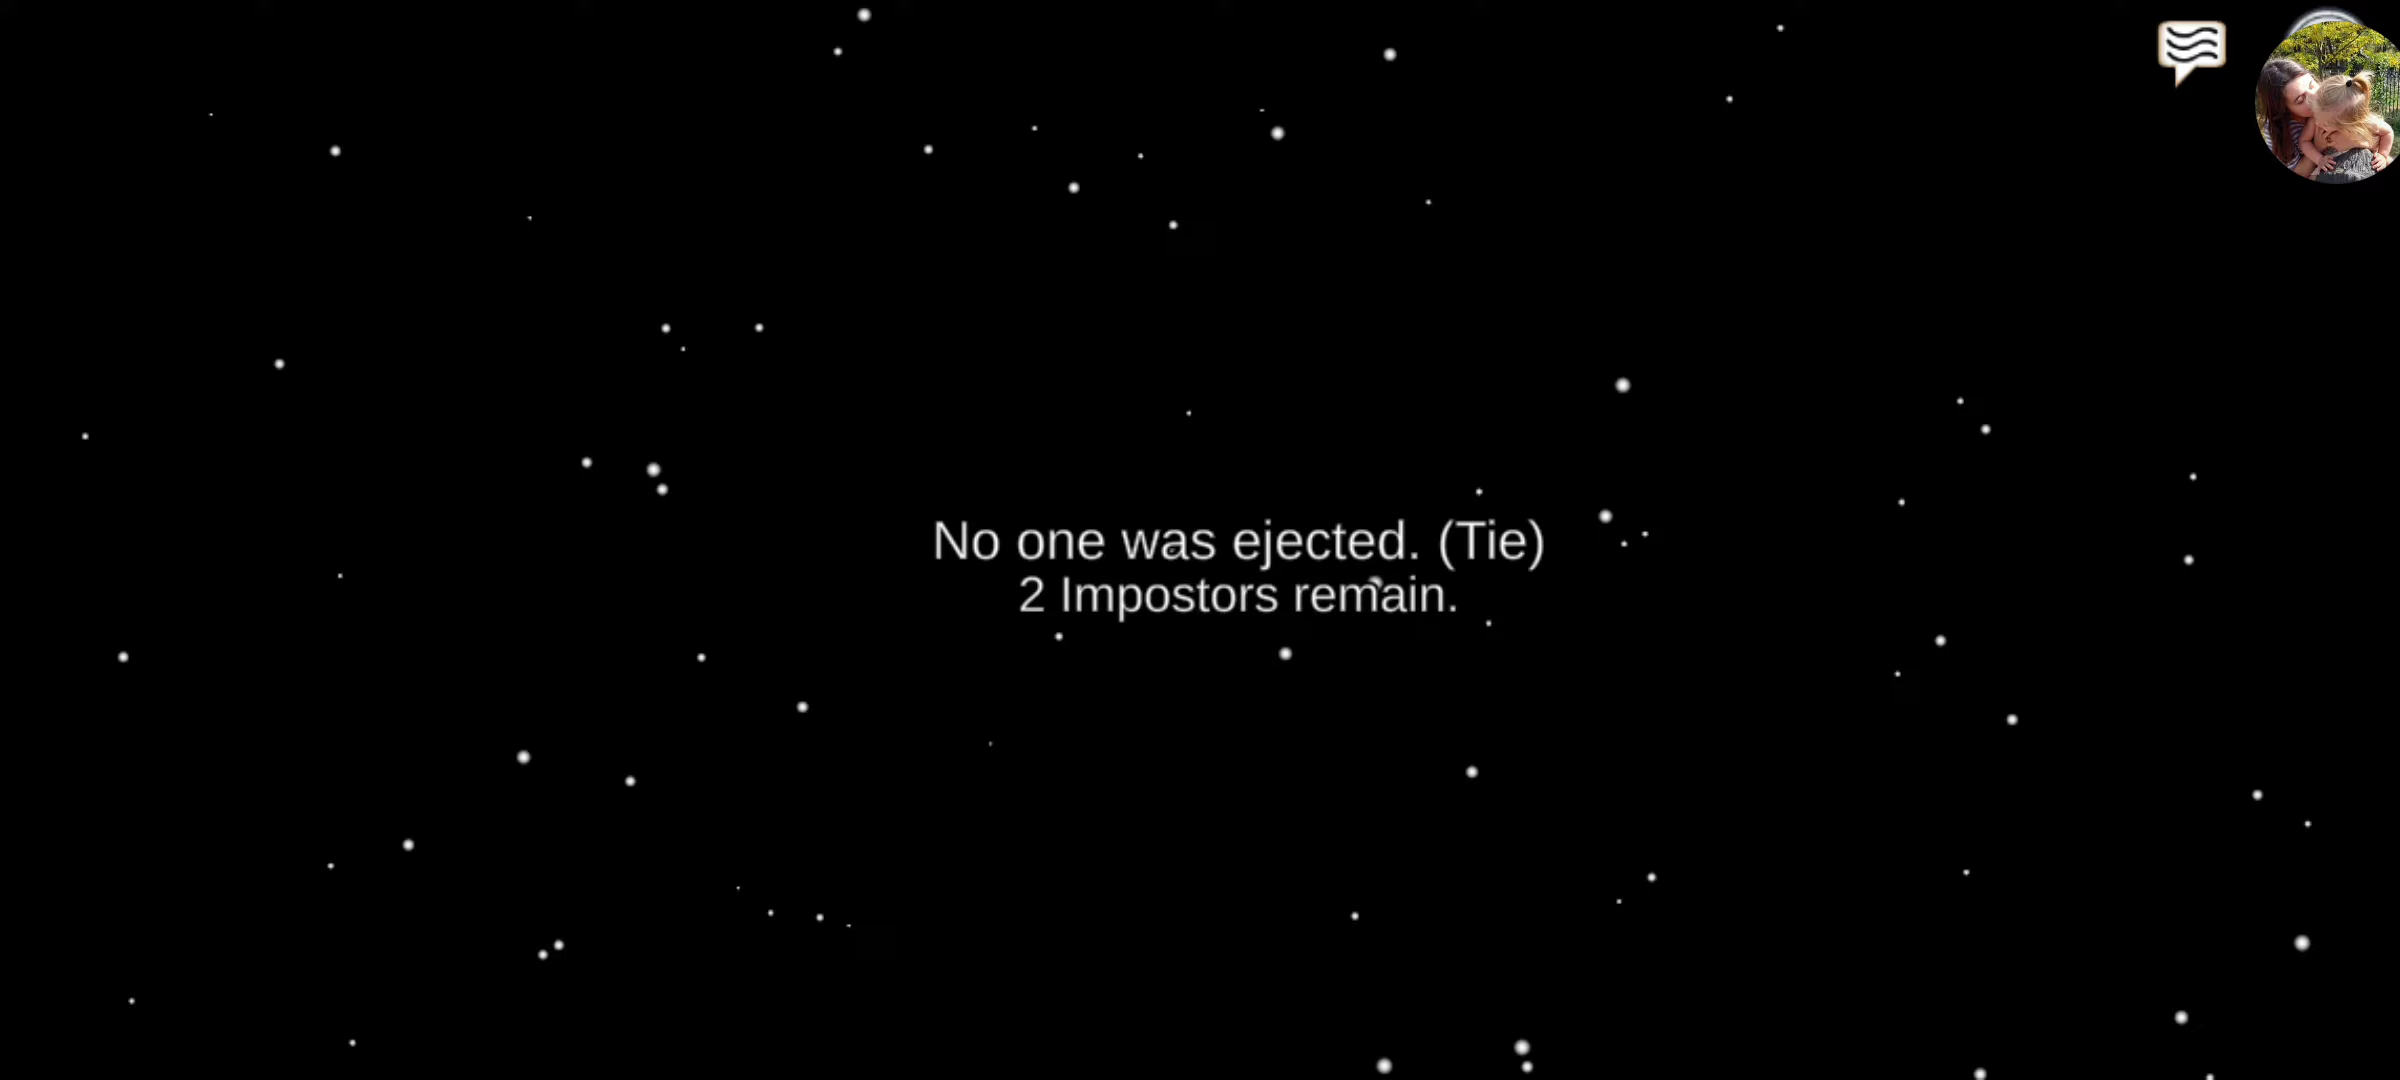 No one was ejected. (Tie)
2 Impostors remain.